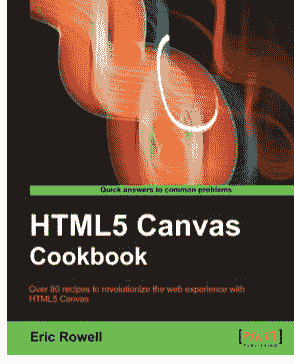 Quick answers to common problems
HTML5 Canvas
Cookbook
Over 80 recipes to revolutionize the web experience with
HTML5 Canvas
Eric Rowell